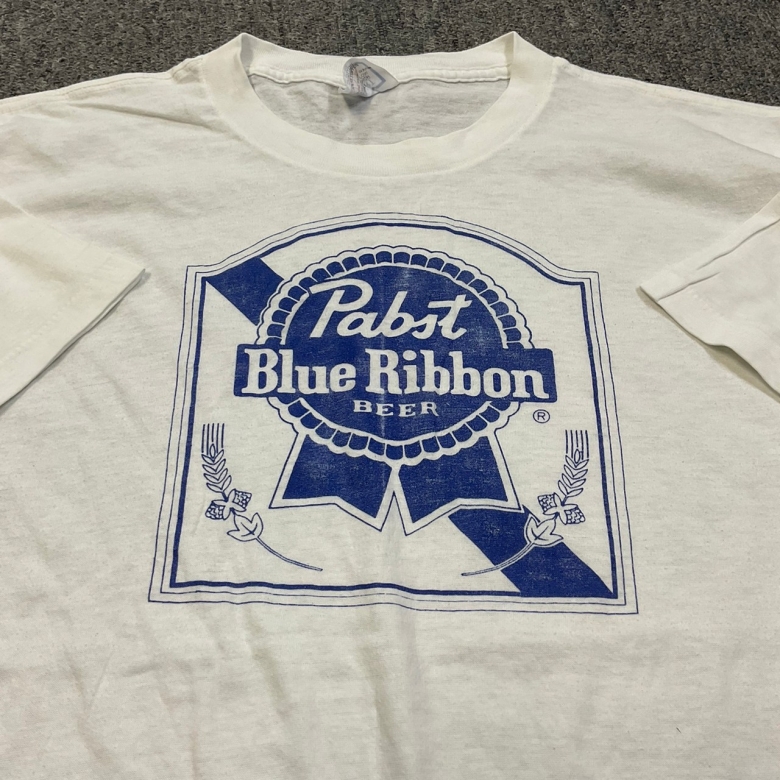 Pabst
Blue Ribbon
BEER
®